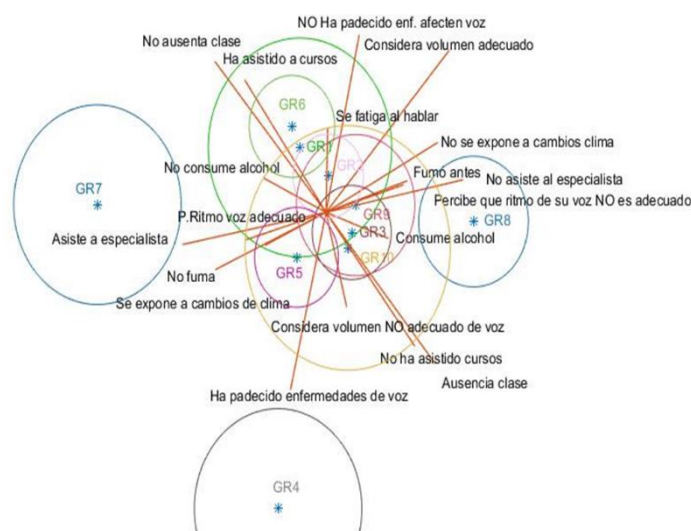 NO Ha padecido enf. afecten voz
No ausenta clase
Considera volumen adecuado
Ha asistido a cursos
GR6
Se fatiga al hablar
GR1
No se expone a cambios clima
No consume alcohol
Fumó antes
No asiste al especialista
GR7
Percibe que ritmo de su voz NO es adecuado
P.Ritmo voz adecuado
GR9
GR8
Asiste a especialista
GR3
Consume alcohol
GR10
GR5
No fuma
Se expone a cambios de clima
Considera volumen NO adecuado de voz
No ha asistido cursos
Ausencia clase
Ha padecido enfermedades de voz
GR4